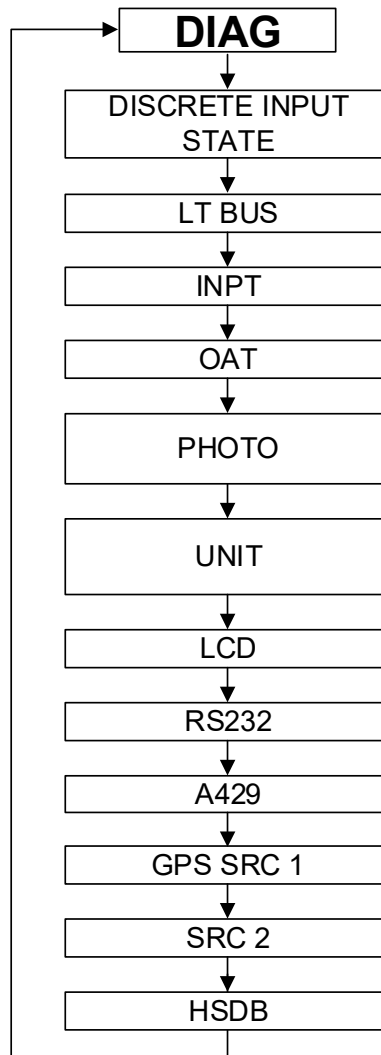 DIAG
DISCRETE INPUT
STATE
LT BUS
INPT
OAT
PHOTO
UNIT
LCD
RS232
A429
GPS SRC 1
SRC 2
HSDB